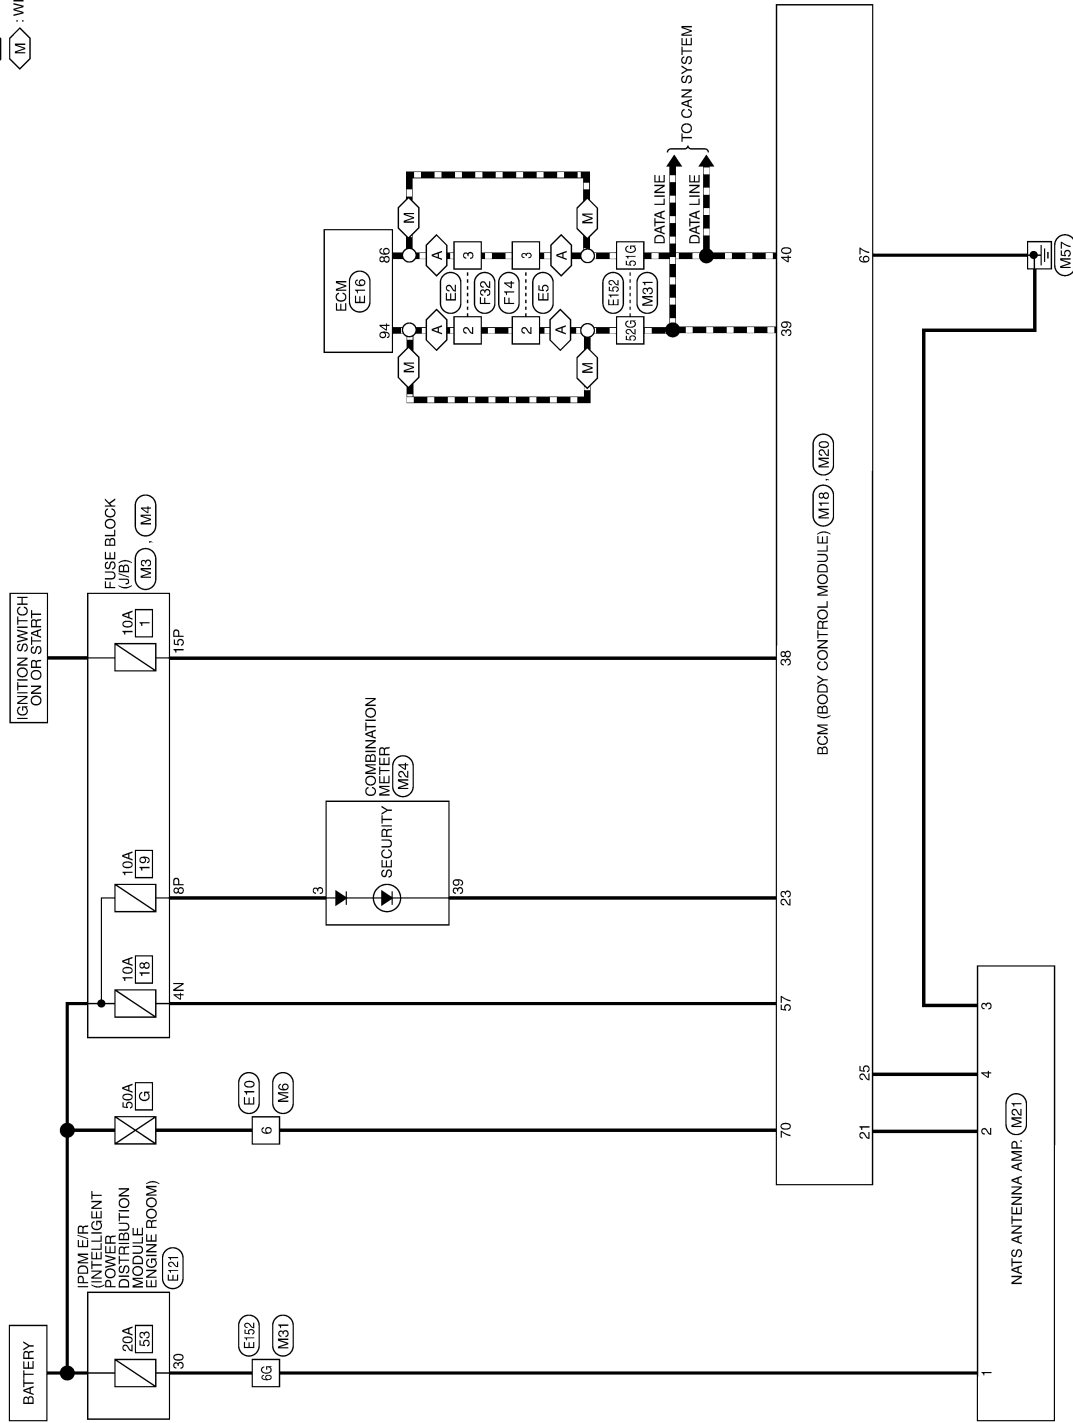 BATTERY
IPDM E/R
(INTELLIGENT
POWER
DISTRIBUTION
MODULE
ENGINE ROOM)
E121
20A
53
30
E152
6G
M31
50A
G
E10
6
M6
IGNITION SWITCH
ON OR START
FUSE BLOCK
(J/B)
M3 , M4
10A
18
4N
10A
19
8P
10A
1
15P
COMBINATION
METER
M24
3
SECURITY
39
ECM
E16
94
86
M
M
A
A
2
E2
3
F32
F14
2
3
E5
A
A
M
M
52G
E152
51G
M31
DATA LINE
DATA LINE
TO CAN SYSTEM
M
70
57
23
38
39
40
BCM (BODY CONTROL MODULE) M18 , M20
21
25
67
NATS ANTENNA AMP. M21
1
2
4
3
M57